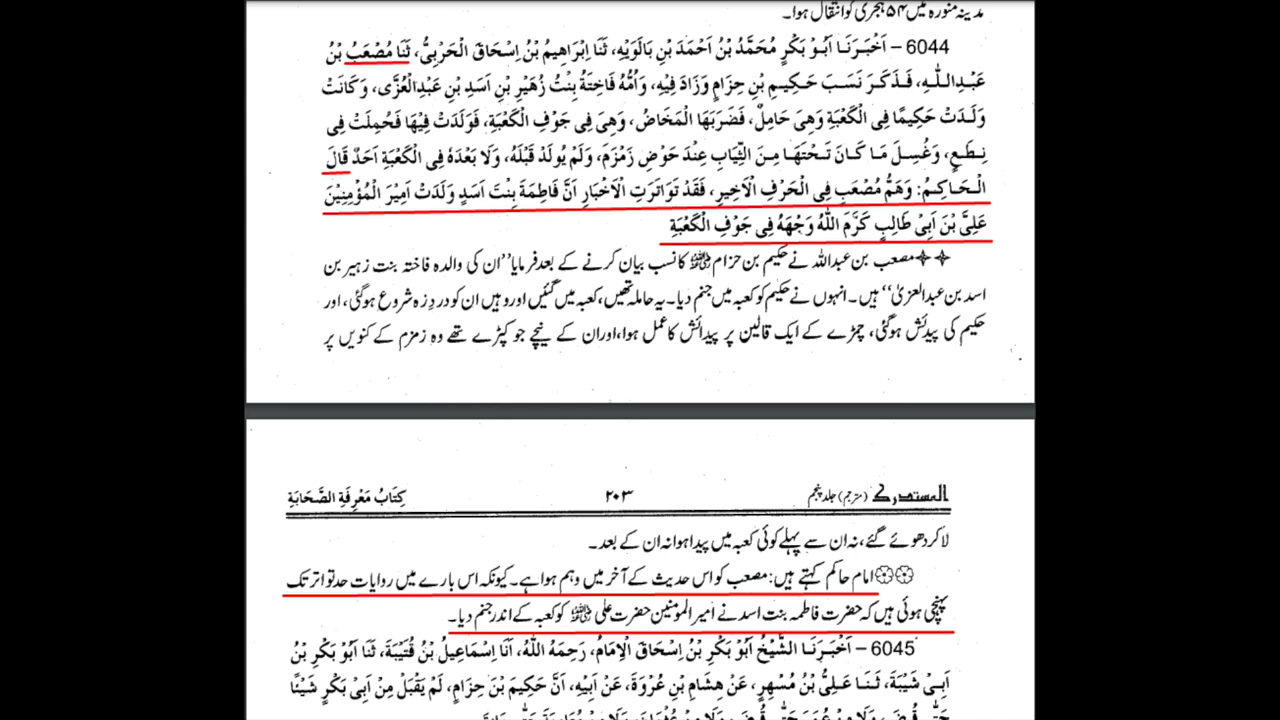 مدینہ منورہ میں ۵۴ ہجری کو انتقال ہوا۔
6044 – اَخْبَرَنَا اَبُوْ بَكْرٍ مُحَمَّدُ بْنُ اَحْمَدَ بْنِ بَالَوَيْهِ، ثَنَا اِبْرَاهِيمُ بْنُ اِسْحَاقَ الْحَرْبِيُّ، ثَنَا مُصْعَبُ بْنُ
عَبْدِاللّٰهِ، فَذَكَرَ نَسَبَ حَكِيمِ بْنِ حِزَامٍ وَزَادَ فِيْهِ، وَاُمُّهُ فَاخِتَةُ بِنْتُ زُهَيْرِ بْنِ اَسَدِ بْنِ عَبْدِالْعُزَّى، وَكَانَتْ
وَلَدَتْ حَكِيمًا فِى الْكَعْبَةِ وَهِىَ حَامِلٌ، فَضَرَبَهَا الْمَخَاضُ، وَهِىَ فِى جَوْفِ الْكَعْبَةِ، فَوَلَدَتْ فِيْهَا فَحُمِلَتْ فِى
نِطَعٍ، وَغُسِلَ مَا كَانَ تَحْتَهَا مِنَ الثِّيَابِ عِنْدَ حَوْضِ زَمْزَمَ، وَلَمْ يُولَدْ قَبْلَهُ، وَلَا بَعْدَهُ فِى الْكَعْبَةِ اَحَدٌ قَالَ
الْحَاكِمُ: وَهَمُّ مُصْعَبٍ فِى الْحَرْفِ الْاَخِيرِ، فَقَدْ تَوَاتَرَتِ الْاَخْبَارِ اَنَّ فَاطِمَةَ بِنْتَ اَسَدٍ وَلَدَتْ اَمِيْرَ الْمُؤْمِنِيْنَ
عَلِيَّ بْنَ اَبِىْ طَالِبٍ كَرَّمَ اللّٰهُ وَجْهَهُ فِى جَوْفِ الْكَعْبَةِ
✧✧مصعب بن عبداللہ نے حکیم بن حزام ﷜ کا نسب بیان کرنے کے بعد فرمایا’’ ان کی والدہ فاختہ بنت زہیر بن
اسد بن عبدالعزیٰ‘‘ ہیں۔ انہوں نے حکیم کو کعبہ میں جنم دیا۔ یہ حاملہ تھیں، کعبہ میں گئیں اور وہیں ان کو دردِ زہ شروع ہوگئی، اور
حکیم کی پیدائش ہوگئی، چمڑے کے ایک قالین پر پیدائش کا عمل ہوا، اور ان کے نیچے جو کپڑے تھے وہ زمزم کے کنویں پر
المستدرک (مترجم) جلد پنجم ۲۰۳ كِتَابُ مَعْرِفَةِ الصَّحَابَةِ
لا کر دھوئے گئے، نہ ان سے پہلے کوئی کعبہ میں پیدا ہوا نہ ان کے بعد۔
۞۞امام حاکم کہتے ہیں: مصعب کو اس حدیث کے آخر میں وہم ہوا ہے۔ کیونکہ اس بارے میں روایات حد تواتر تک
پہنچی ہوئی ہیں کہ حضرت فاطمہ بنت اسد نے امیر المومنین حضرت علی ﷜ کو کعبہ کے اندر جنم دیا۔
6045 – اَخْبَرَنَا الشَّيْخُ اَبُوْ بَكْرِ بْنُ اِسْحَاقَ الْاِمَامُ، رَحِمَهُ اللّٰهُ، اَنَا اِسْمَاعِيلُ بْنُ قُتَيْبَةَ، ثَنَا اَبُوْ بَكْرِ بْنُ
اَبِىْ شَيْبَةَ، ثَنَا عَلِىُّ بْنُ مُسْهِرٍ، عَنْ هِشَامِ بْنِ عُرْوَةَ، عَنْ اَبِيْهِ، اَنَّ حَكِيمَ بْنَ حِزَامٍ، لَمْ يَقْبَلْ مِنْ اَبِىْ بَكْرٍ شَيْئًا